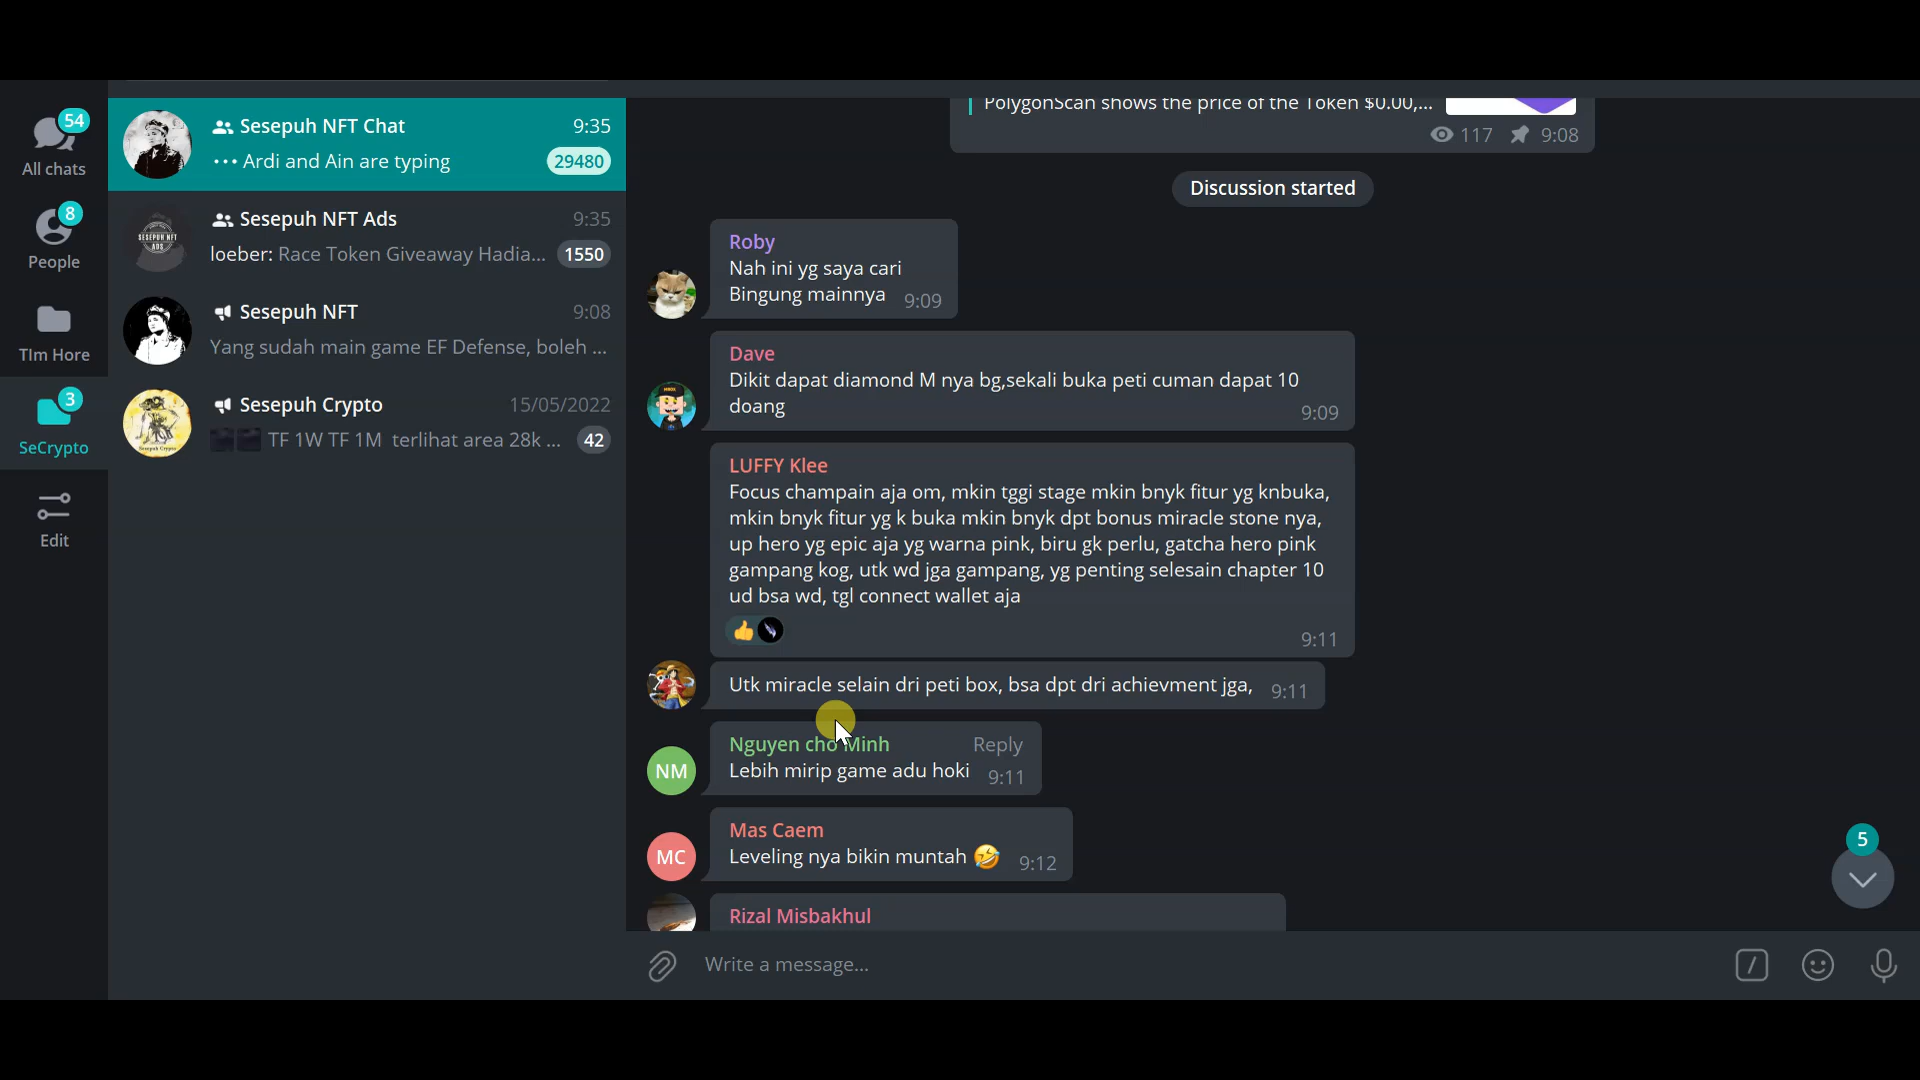 54
All chats
8
People
TIm Hore
3
SeCrypto
Edit
Sesepuh NFT Chat 9:35
Ardi and Ain are typing 29480
SESEPUH NFT
ADS
Sesepuh NFT Ads 9:35
loeber: Race Token Giveaway Hadia... 1550
Sesepuh NFT 9:08
Yang sudah main game EF Defense, boleh ...
Sesepuh Crypto 15/05/2022
TF 1W TF 1M terlihat area 28k ... 42
PolygonScan shows the price of the Token $0.00,...
117 9:08
Discussion started
Roby
Nah ini yg saya cari
Bingung mainnya 9:09
Dave
Dikit dapat diamond M nya bg,sekali buka peti cuman dapat 10
doang 9:09
LUFFY Klee
Focus champain aja om, mkin tggi stage mkin bnyk fitur yg knbuka,
mkin bnyk fitur yg k buka mkin bnyk dpt bonus miracle stone nya,
up hero yg epic aja yg warna pink, biru gk perlu, gatcha hero pink
gampang kog, utk wd jga gampang, yg penting selesain chapter 10
ud bsa wd, tgl connect wallet aja
👍 9:11
Utk miracle selain dri peti box, bsa dpt dri achievment jga, 9:11
NM
Nguyen cho Minh Reply
Lebih mirip game adu hoki 9:11
MC
Mas Caem
Leveling nya bikin muntah 🤣 9:12
Rizal Misbakhul
5
Write a message...